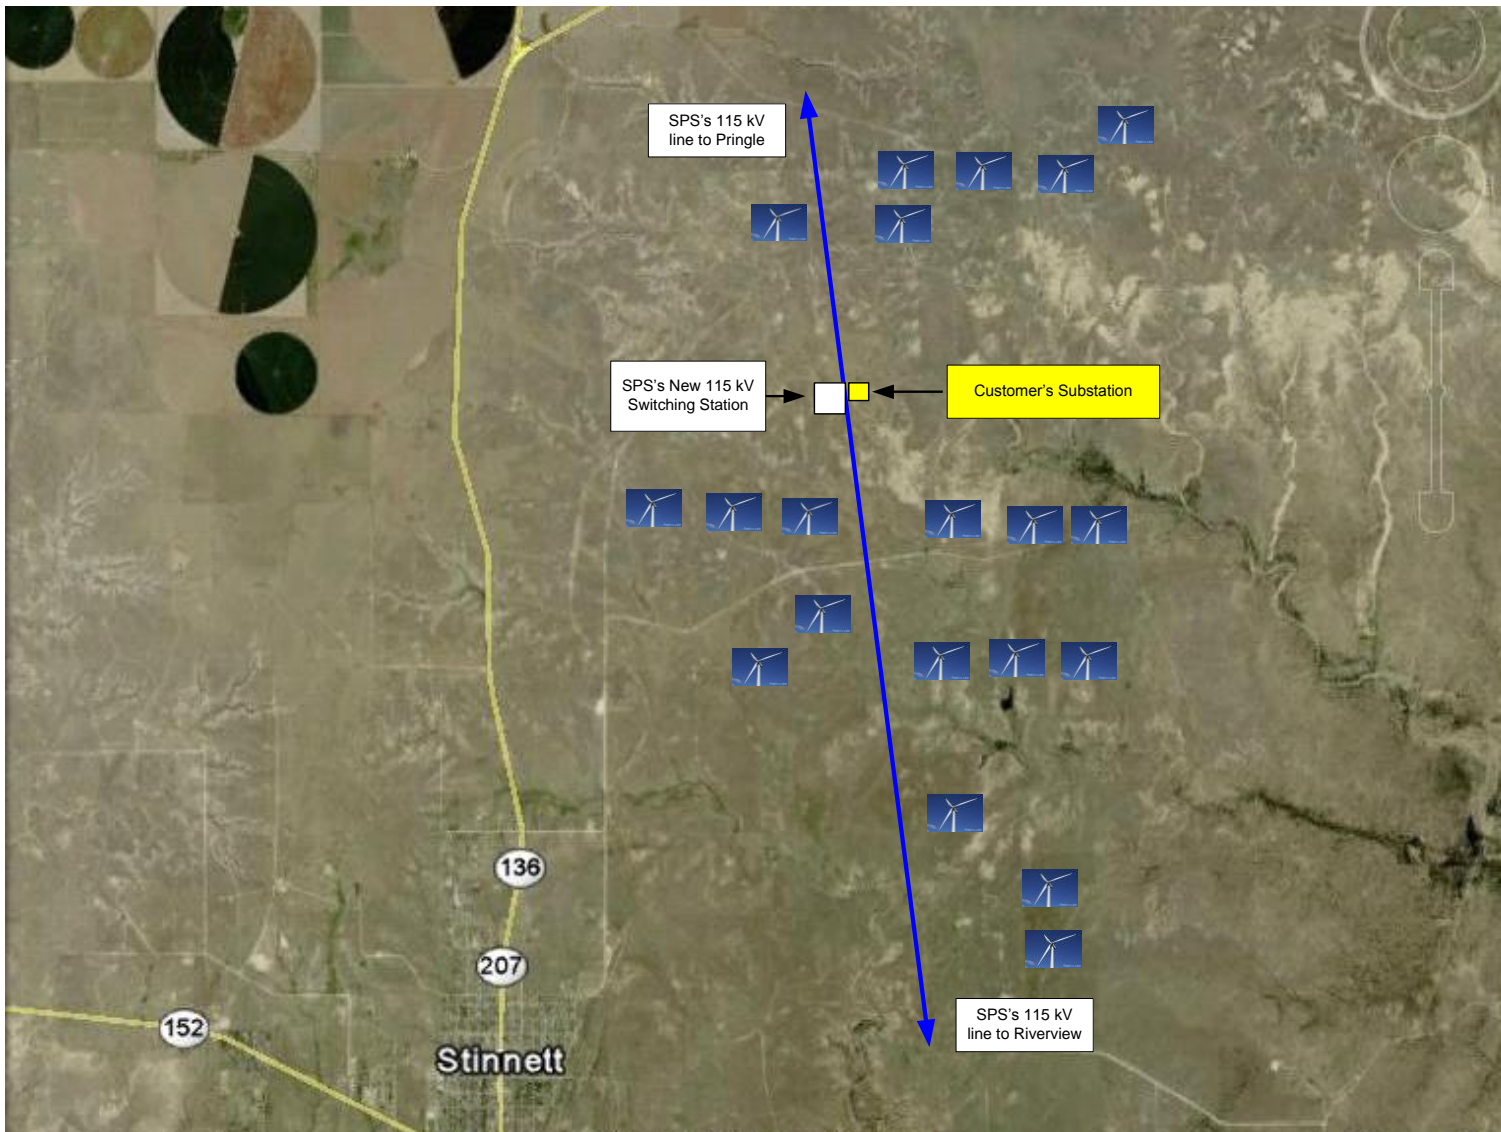 SPS's 115 kV
line to Pringle
SPS's New 115 kV
Switching Station
Customer's Substation
136
207
152
Stinnett
SPS's 115 kV
line to Riverview